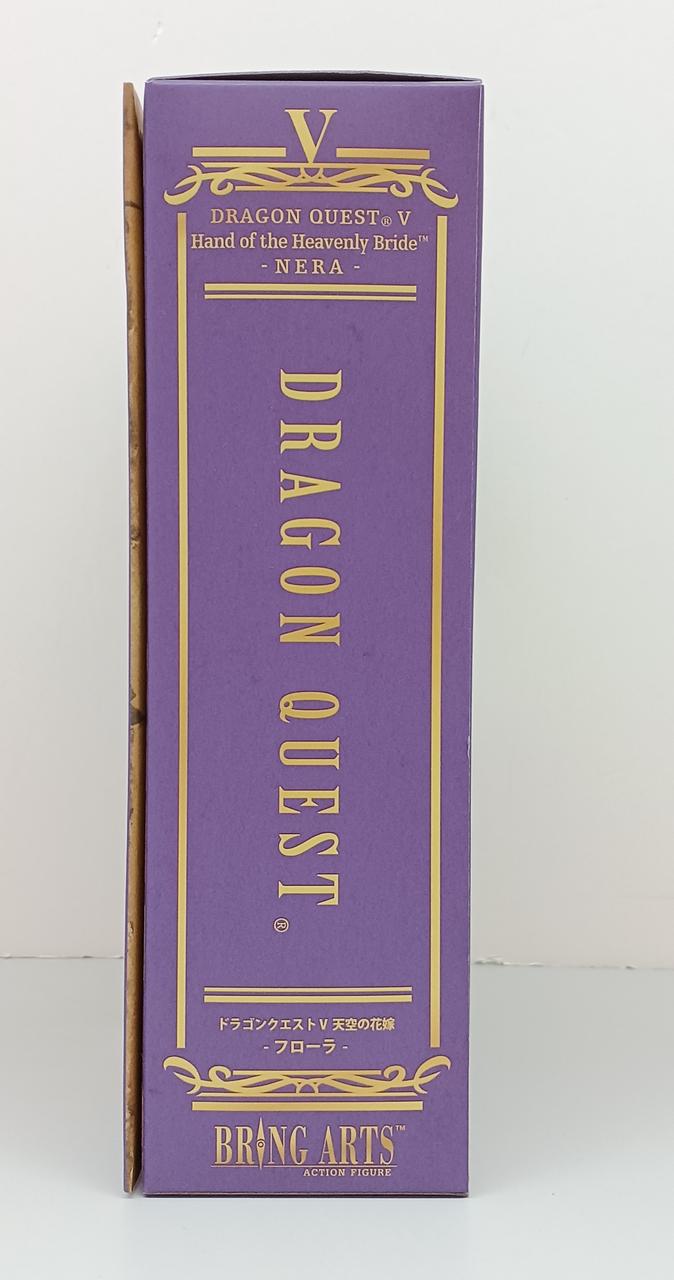 V
DRAGON QUEST® V
Hand of the Heavenly Bride™
- NERA -
DRAGON QUEST®
ドラゴンクエストV 天空の花嫁
- フローラ -
BRING ARTS™
ACTION FIGURE